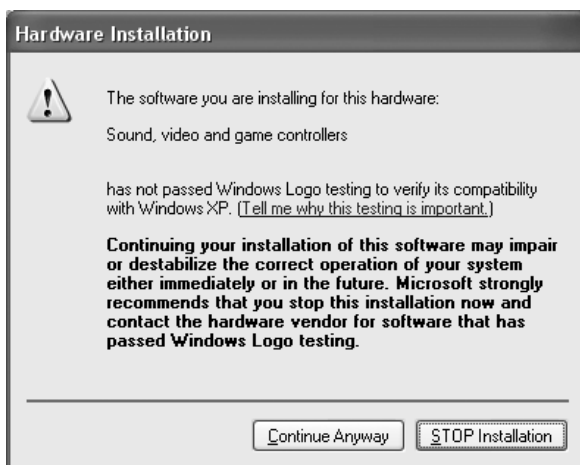 Hardware Installation
The software you are installing for this hardware:
Sound, video and game controllers
has not passed Windows Logo testing to verify its compatibility
with Windows XP. (Tell me why this testing is important.)
Continuing your installation of this software may impair
or destabilize the correct operation of your system
either immediately or in the future. Microsoft strongly
recommends that you stop this installation now and
contact the hardware vendor for software that has
passed Windows Logo testing.
Continue Anyway
STOP Installation